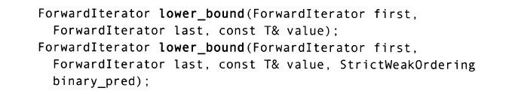 ForwardIterator lower_bound(ForwardIterator first,
ForwardIterator last, const T& value);
ForwardIterator lower_bound(ForwardIterator first,
ForwardIterator last, const T& value, StrictWeakOrdering
binary_pred);